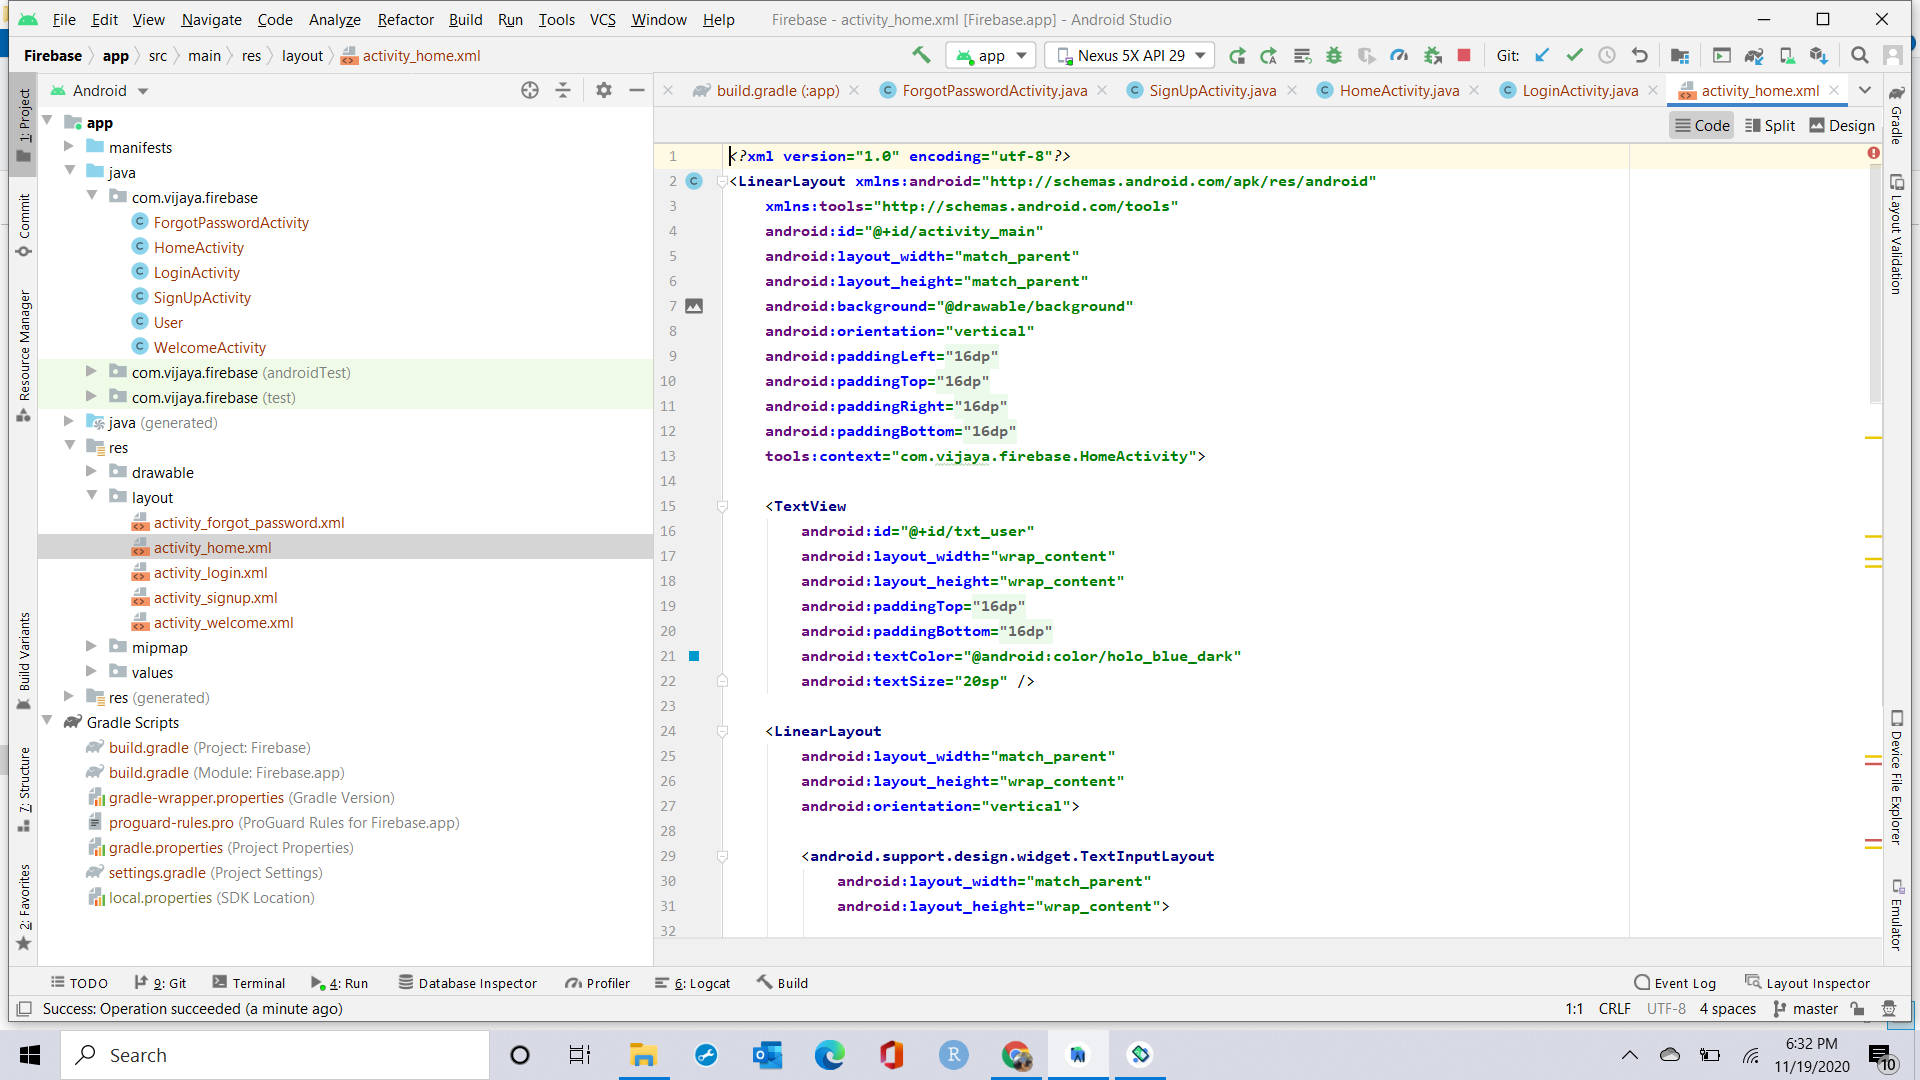 File Edit View Navigate Code Analyze Refactor Build Run Tools VCS Window Help Firebase - activity_home.xml [Firebase.app] - Android Studio
Firebase app src main res layout activity_home.xml app Nexus 5X API 29 Git:
Android
build.gradle (:app) ForgotPasswordActivity.java SignUpActivity.java HomeActivity.java LoginActivity.java activity_home.xml
Code Split Design
1: Project
Commit
Resource Manager
Build Variants
7: Structure
2: Favorites
app
manifests
java
com.vijaya.firebase
ForgotPasswordActivity
HomeActivity
LoginActivity
SignUpActivity
User
WelcomeActivity
com.vijaya.firebase (androidTest)
com.vijaya.firebase (test)
java (generated)
res
drawable
layout
activity_forgot_password.xml
activity_home.xml
activity_login.xml
activity_signup.xml
activity_welcome.xml
mipmap
values
res (generated)
Gradle Scripts
build.gradle (Project: Firebase)
build.gradle (Module: Firebase.app)
gradle-wrapper.properties (Gradle Version)
proguard-rules.pro (ProGuard Rules for Firebase.app)
gradle.properties (Project Properties)
settings.gradle (Project Settings)
local.properties (SDK Location)
1 <?xml version="1.0" encoding="utf-8"?>
2 <LinearLayout xmlns:android="http://schemas.android.com/apk/res/android"
3 xmlns:tools="http://schemas.android.com/tools"
4 android:id="@+id/activity_main"
5 android:layout_width="match_parent"
6 android:layout_height="match_parent"
7 android:background="@drawable/background"
8 android:orientation="vertical"
9 android:paddingLeft="16dp"
10 android:paddingTop="16dp"
11 android:paddingRight="16dp"
12 android:paddingBottom="16dp"
13 tools:context="com.vijaya.firebase.HomeActivity">
14
15 <TextView
16 android:id="@+id/txt_user"
17 android:layout_width="wrap_content"
18 android:layout_height="wrap_content"
19 android:paddingTop="16dp"
20 android:paddingBottom="16dp"
21 android:textColor="@android:color/holo_blue_dark"
22 android:textSize="20sp" />
23
24 <LinearLayout
25 android:layout_width="match_parent"
26 android:layout_height="wrap_content"
27 android:orientation="vertical">
28
29 <android.support.design.widget.TextInputLayout
30 android:layout_width="match_parent"
31 android:layout_height="wrap_content">
32
Gradle
Layout Validation
Device File Explorer
Emulator
TODO 9: Git Terminal 4: Run Database Inspector Profiler 6: Logcat Build Event Log Layout Inspector
Success: Operation succeeded (a minute ago) 1:1 CRLF UTF-8 4 spaces master
Search
6:32 PM
11/19/2020
10